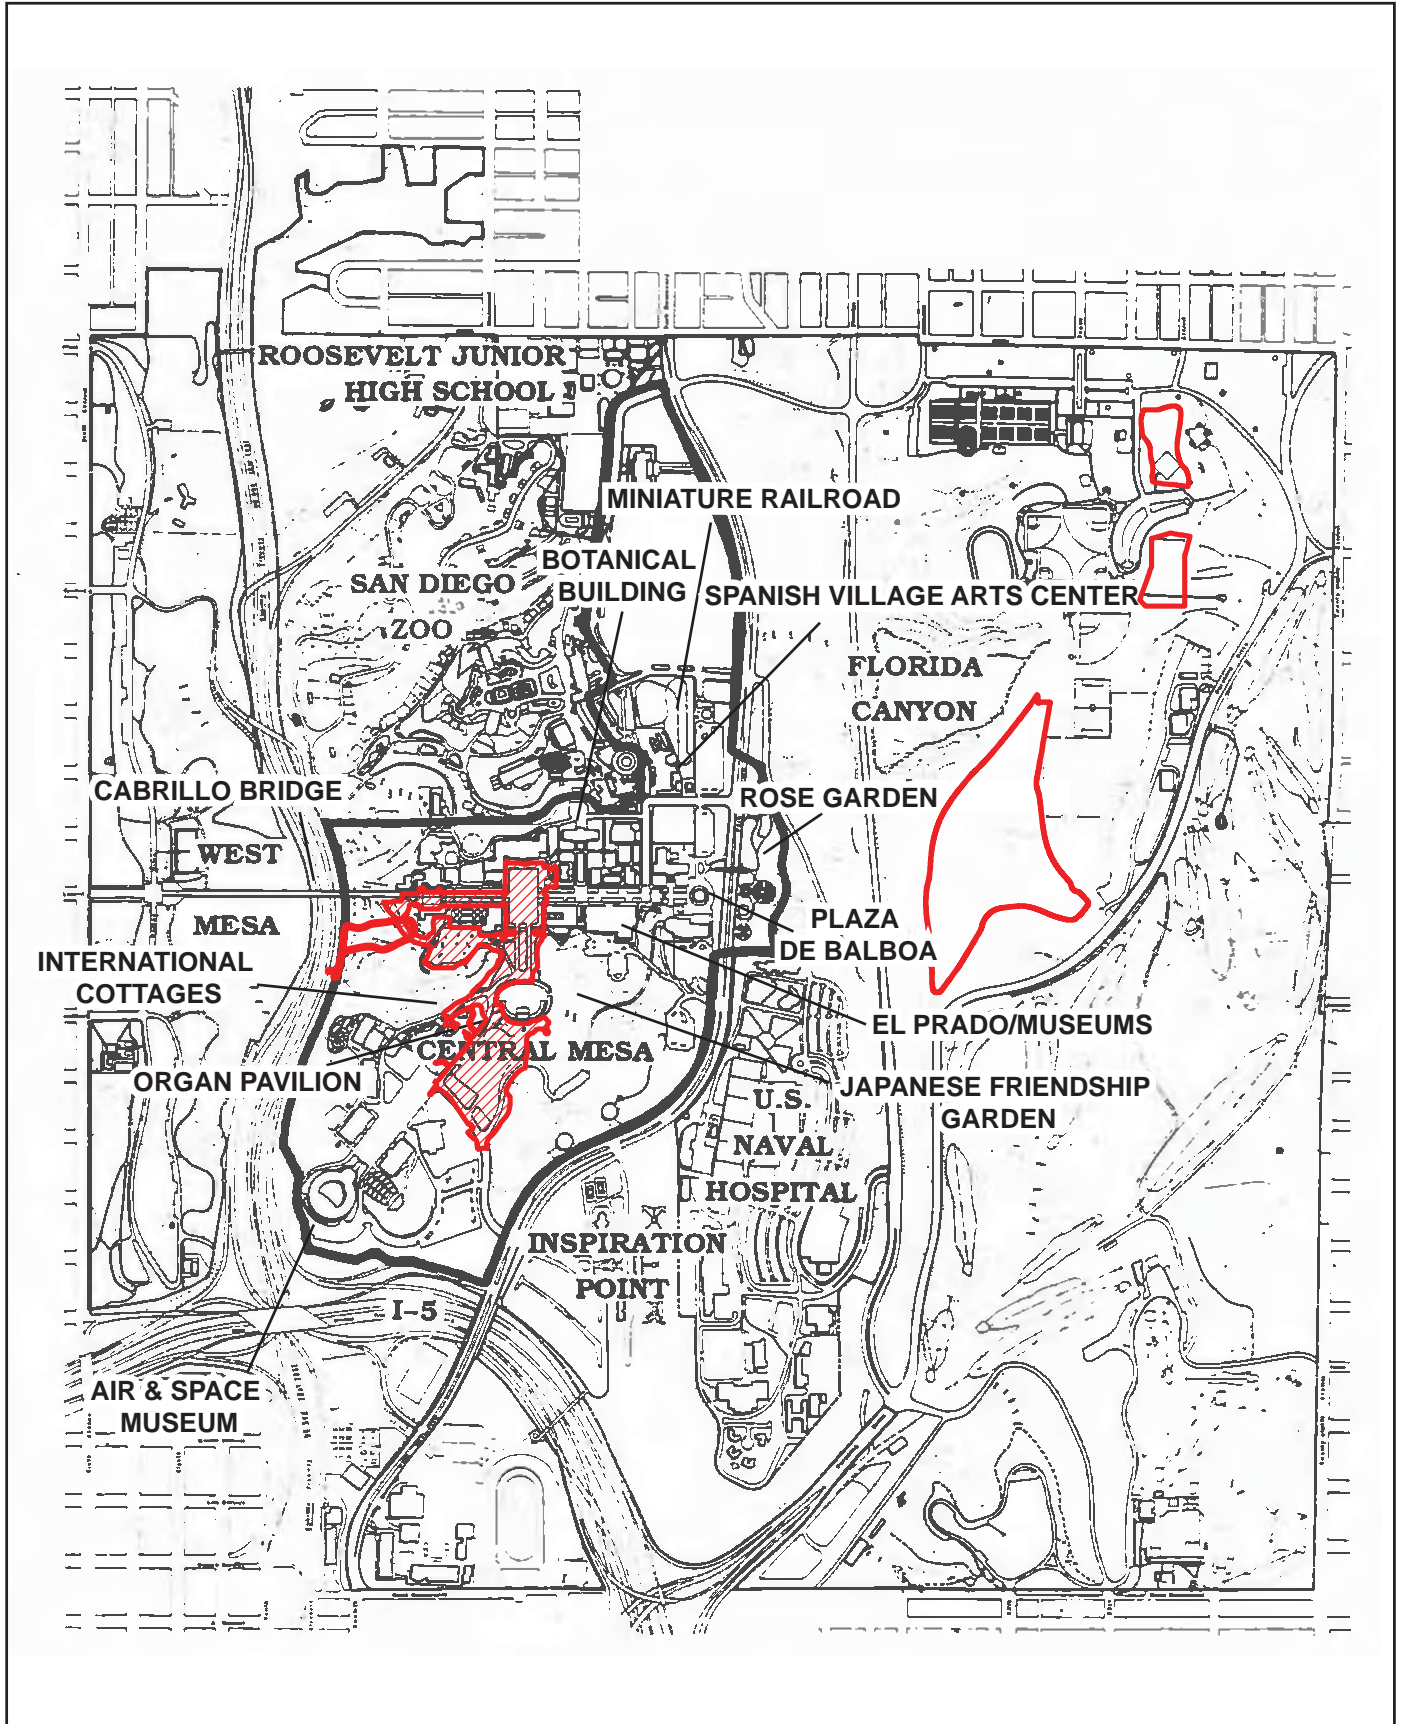 ROOSEVELT JUNIOR
HIGH SCHOOL
MINIATURE RAILROAD
BOTANICAL
BUILDING
SAN DIEGO
ZOO
SPANISH VILLAGE ARTS CENTER
FLORIDA
CANYON
CABRILLO BRIDGE
ROSE GARDEN
WEST
MESA
PLAZA
DE BALBOA
INTERNATIONAL
COTTAGES
EL PRADO/MUSEUMS
CENTRAL MESA
ORGAN PAVILION
JAPANESE FRIENDSHIP
GARDEN
U.S.
NAVAL
HOSPITAL
INSPIRATION
POINT
I-5
AIR & SPACE
MUSEUM